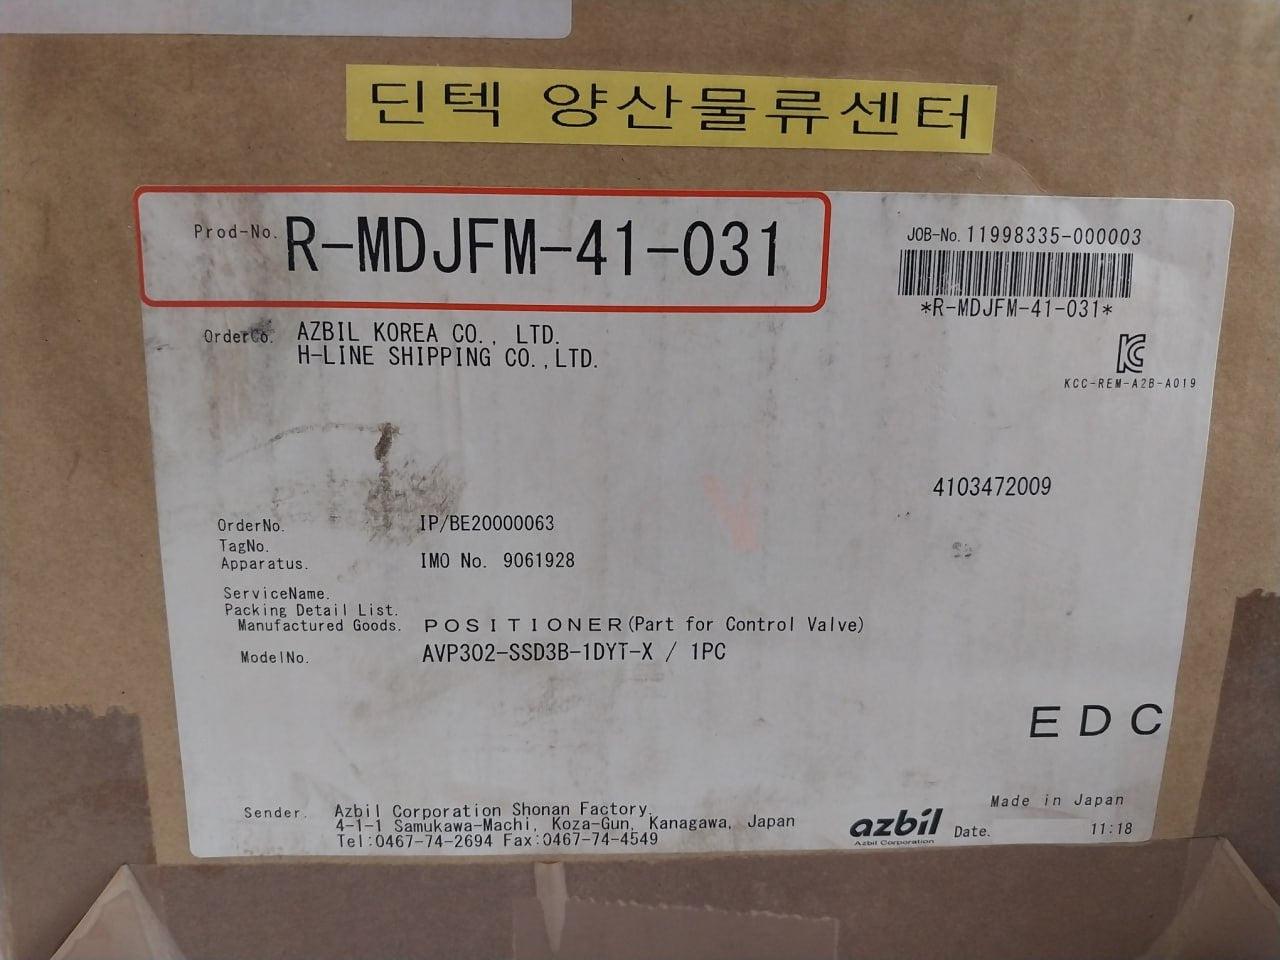 딘텍 양산물류센터
Prod-No. R-MDJFM-41-031
JOB-No. 11998335-000003
*R-MDJFM-41-031*
OrderCo. AZBIL KOREA CO., LTD.
H-LINE SHIPPING CO.,LTD.
KCC-REM-A2B-A019
4103472009
OrderNo. IP/BE20000063
TagNo.
Apparatus. IMO No. 9061928
ServiceName.
Packing Detail List.
Manufactured Goods. POSITIONER(Part for Control Valve)
ModelNo. AVP302-SSD3B-1DYT-X / 1PC
EDC
Sender. Azbil Corporation Shonan Factory
4-1-1 Samukawa-Machi, Koza-Gun, Kanagawa, Japan
Tel:0467-74-2694 Fax:0467-74-4549
azbil
Azbil Corporation
Made in Japan
Date. 11:18